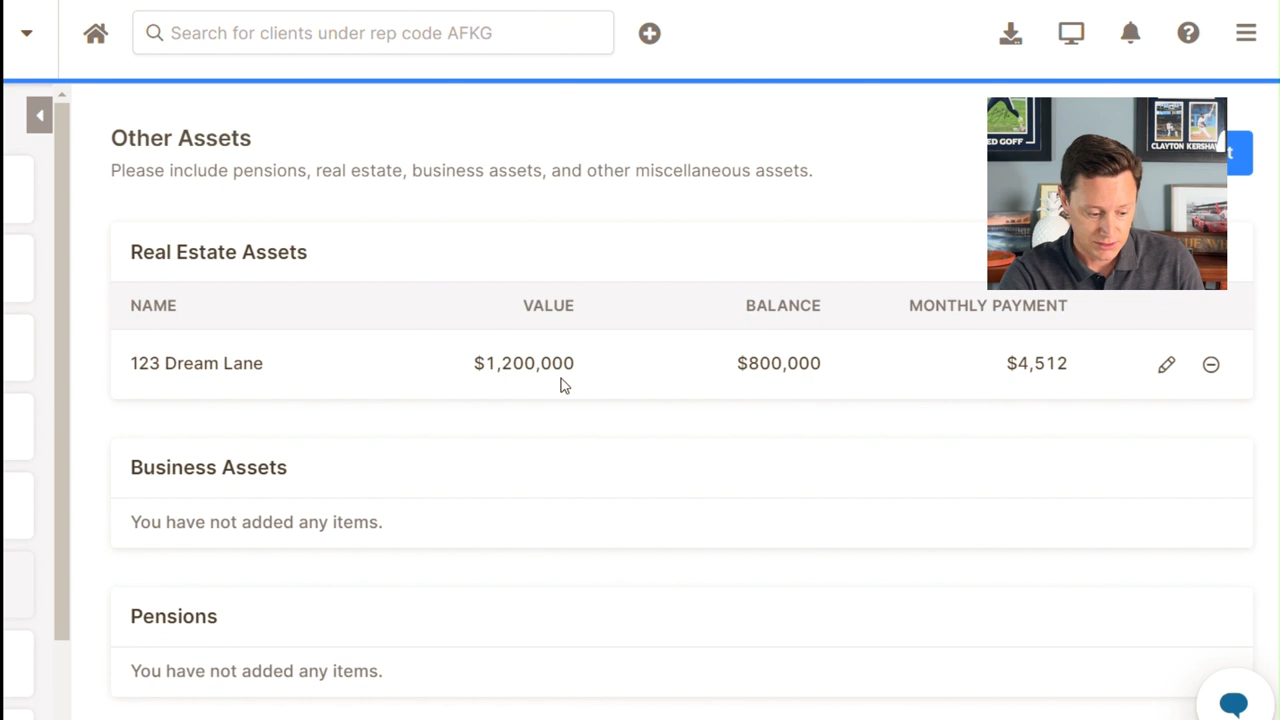 Search for clients under rep code AFKG
Other Assets
Please include pensions, real estate, business assets, and other miscellaneous assets.
t
ED GOFF
CLAYTON KERSHAW
Real Estate Assets
NAME VALUE BALANCE MONTHLY PAYMENT
123 Dream Lane $1,200,000 $800,000 $4,512
Business Assets
You have not added any items.
Pensions
You have not added any items.